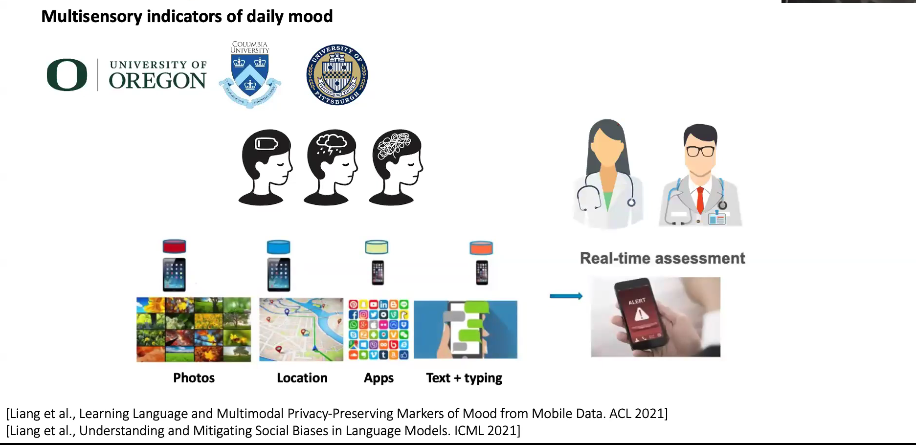 Multisensory indicators of daily mood
UNIVERSITY OF
OREGON
COLUMBIA
UNIVERSITY
UNIVERSITY OF
PITTSBURGH
Real-time assessment
ALERT
Photos
Location
Apps
Text + typing
[Liang et al., Learning Language and Multimodal Privacy-Preserving Markers of Mood from Mobile Data. ACL 2021]
[Liang et al., Understanding and Mitigating Social Biases in Language Models. ICML 2021]